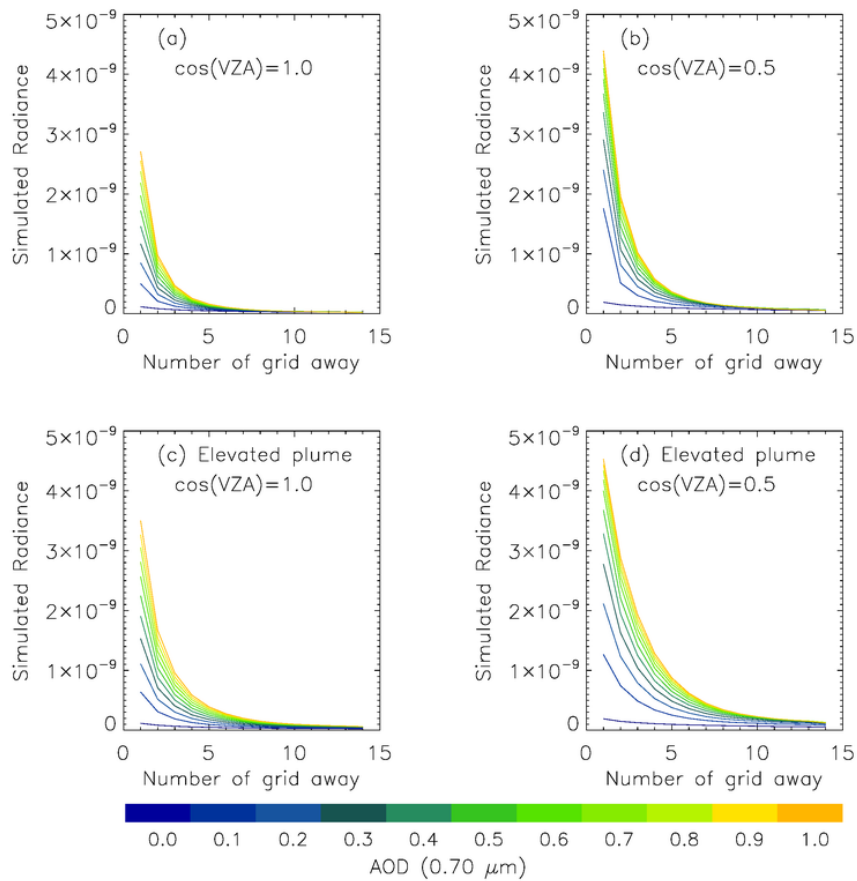 5×10⁻⁹
4×10⁻⁹
3×10⁻⁹
2×10⁻⁹
1×10⁻⁹
0
Simulated Radiance
(a)
cos(VZA)=1.0
0 5 10 15
Number of grid away
5×10⁻⁹
4×10⁻⁹
3×10⁻⁹
2×10⁻⁹
1×10⁻⁹
0
Simulated Radiance
(b)
cos(VZA)=0.5
0 5 10 15
Number of grid away
5×10⁻⁹
4×10⁻⁹
3×10⁻⁹
2×10⁻⁹
1×10⁻⁹
0
Simulated Radiance
(c) Elevated plume
cos(VZA)=1.0
0 5 10 15
Number of grid away
5×10⁻⁹
4×10⁻⁹
3×10⁻⁹
2×10⁻⁹
1×10⁻⁹
0
Simulated Radiance
(d) Elevated plume
cos(VZA)=0.5
0 5 10 15
Number of grid away
0.0 0.1 0.2 0.3 0.4 0.5 0.6 0.7 0.8 0.9 1.0
AOD (0.70 μm)